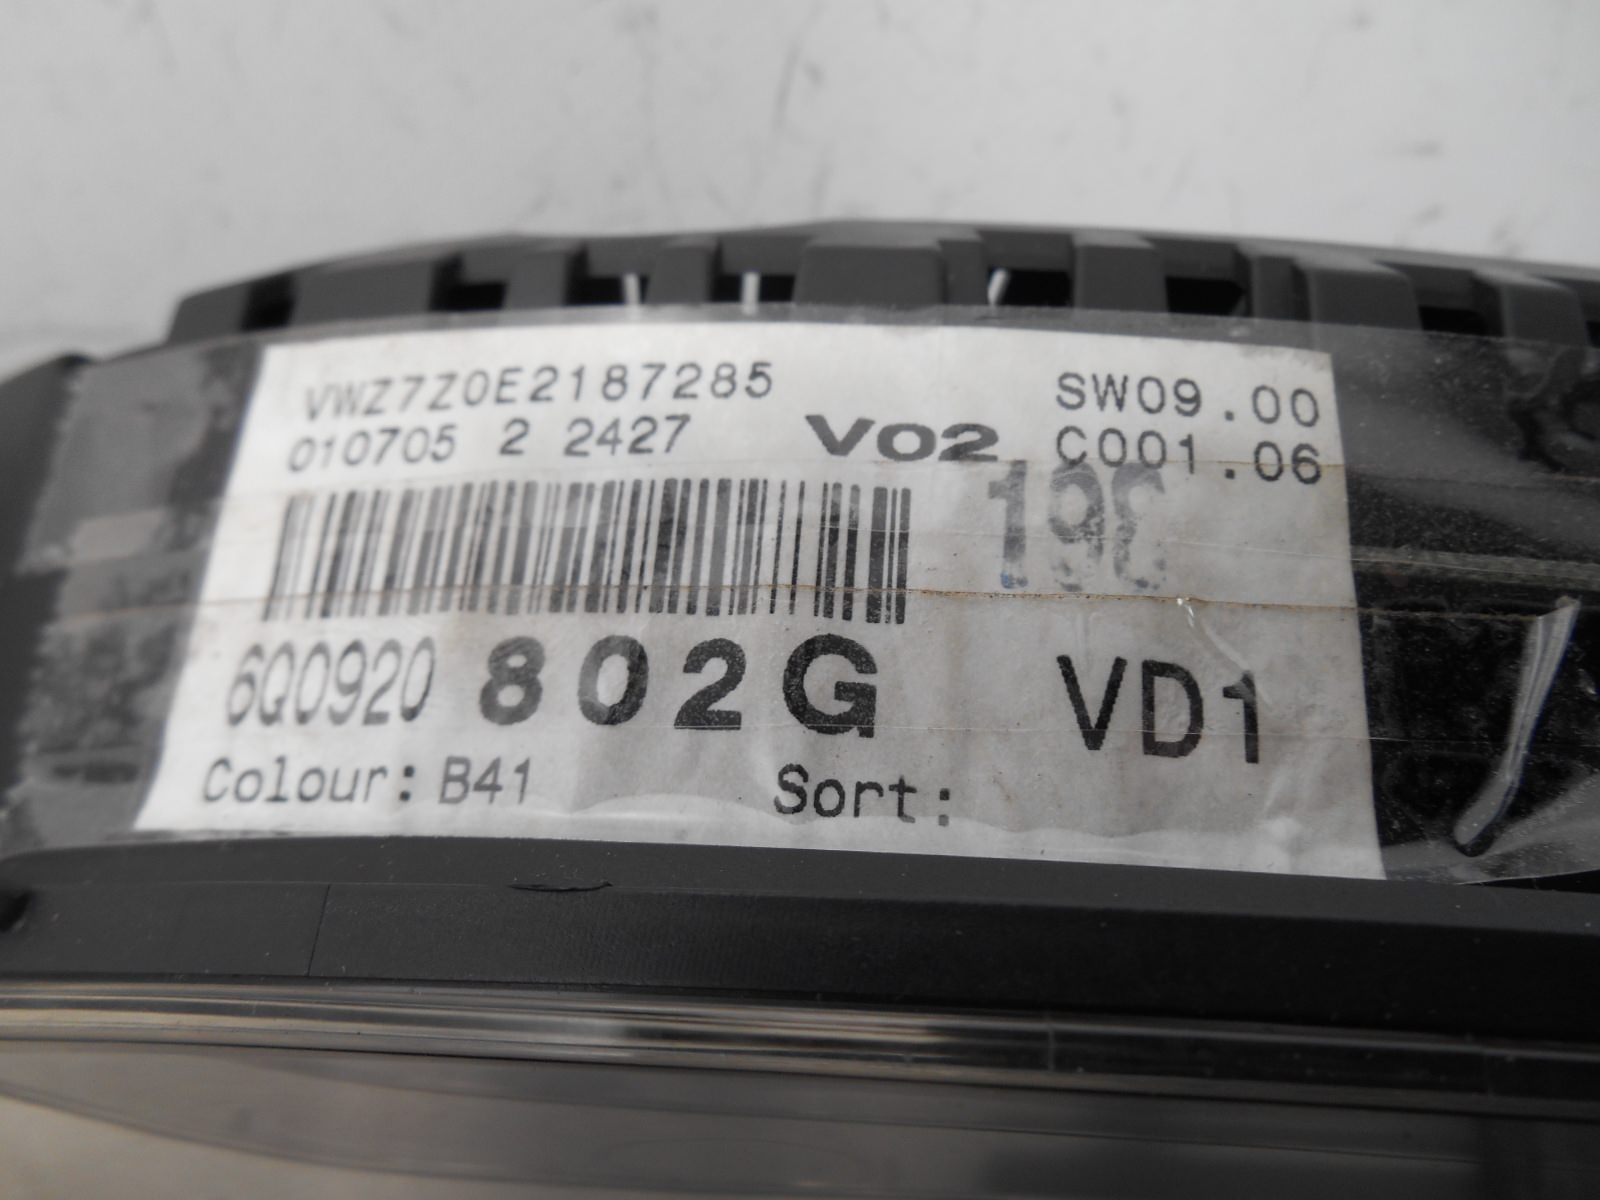 VWZ7Z0E2187285 SW09.00
010705 2 2427 V02 C001.06
6Q0920 802G VD1
Colour: B41 Sort: